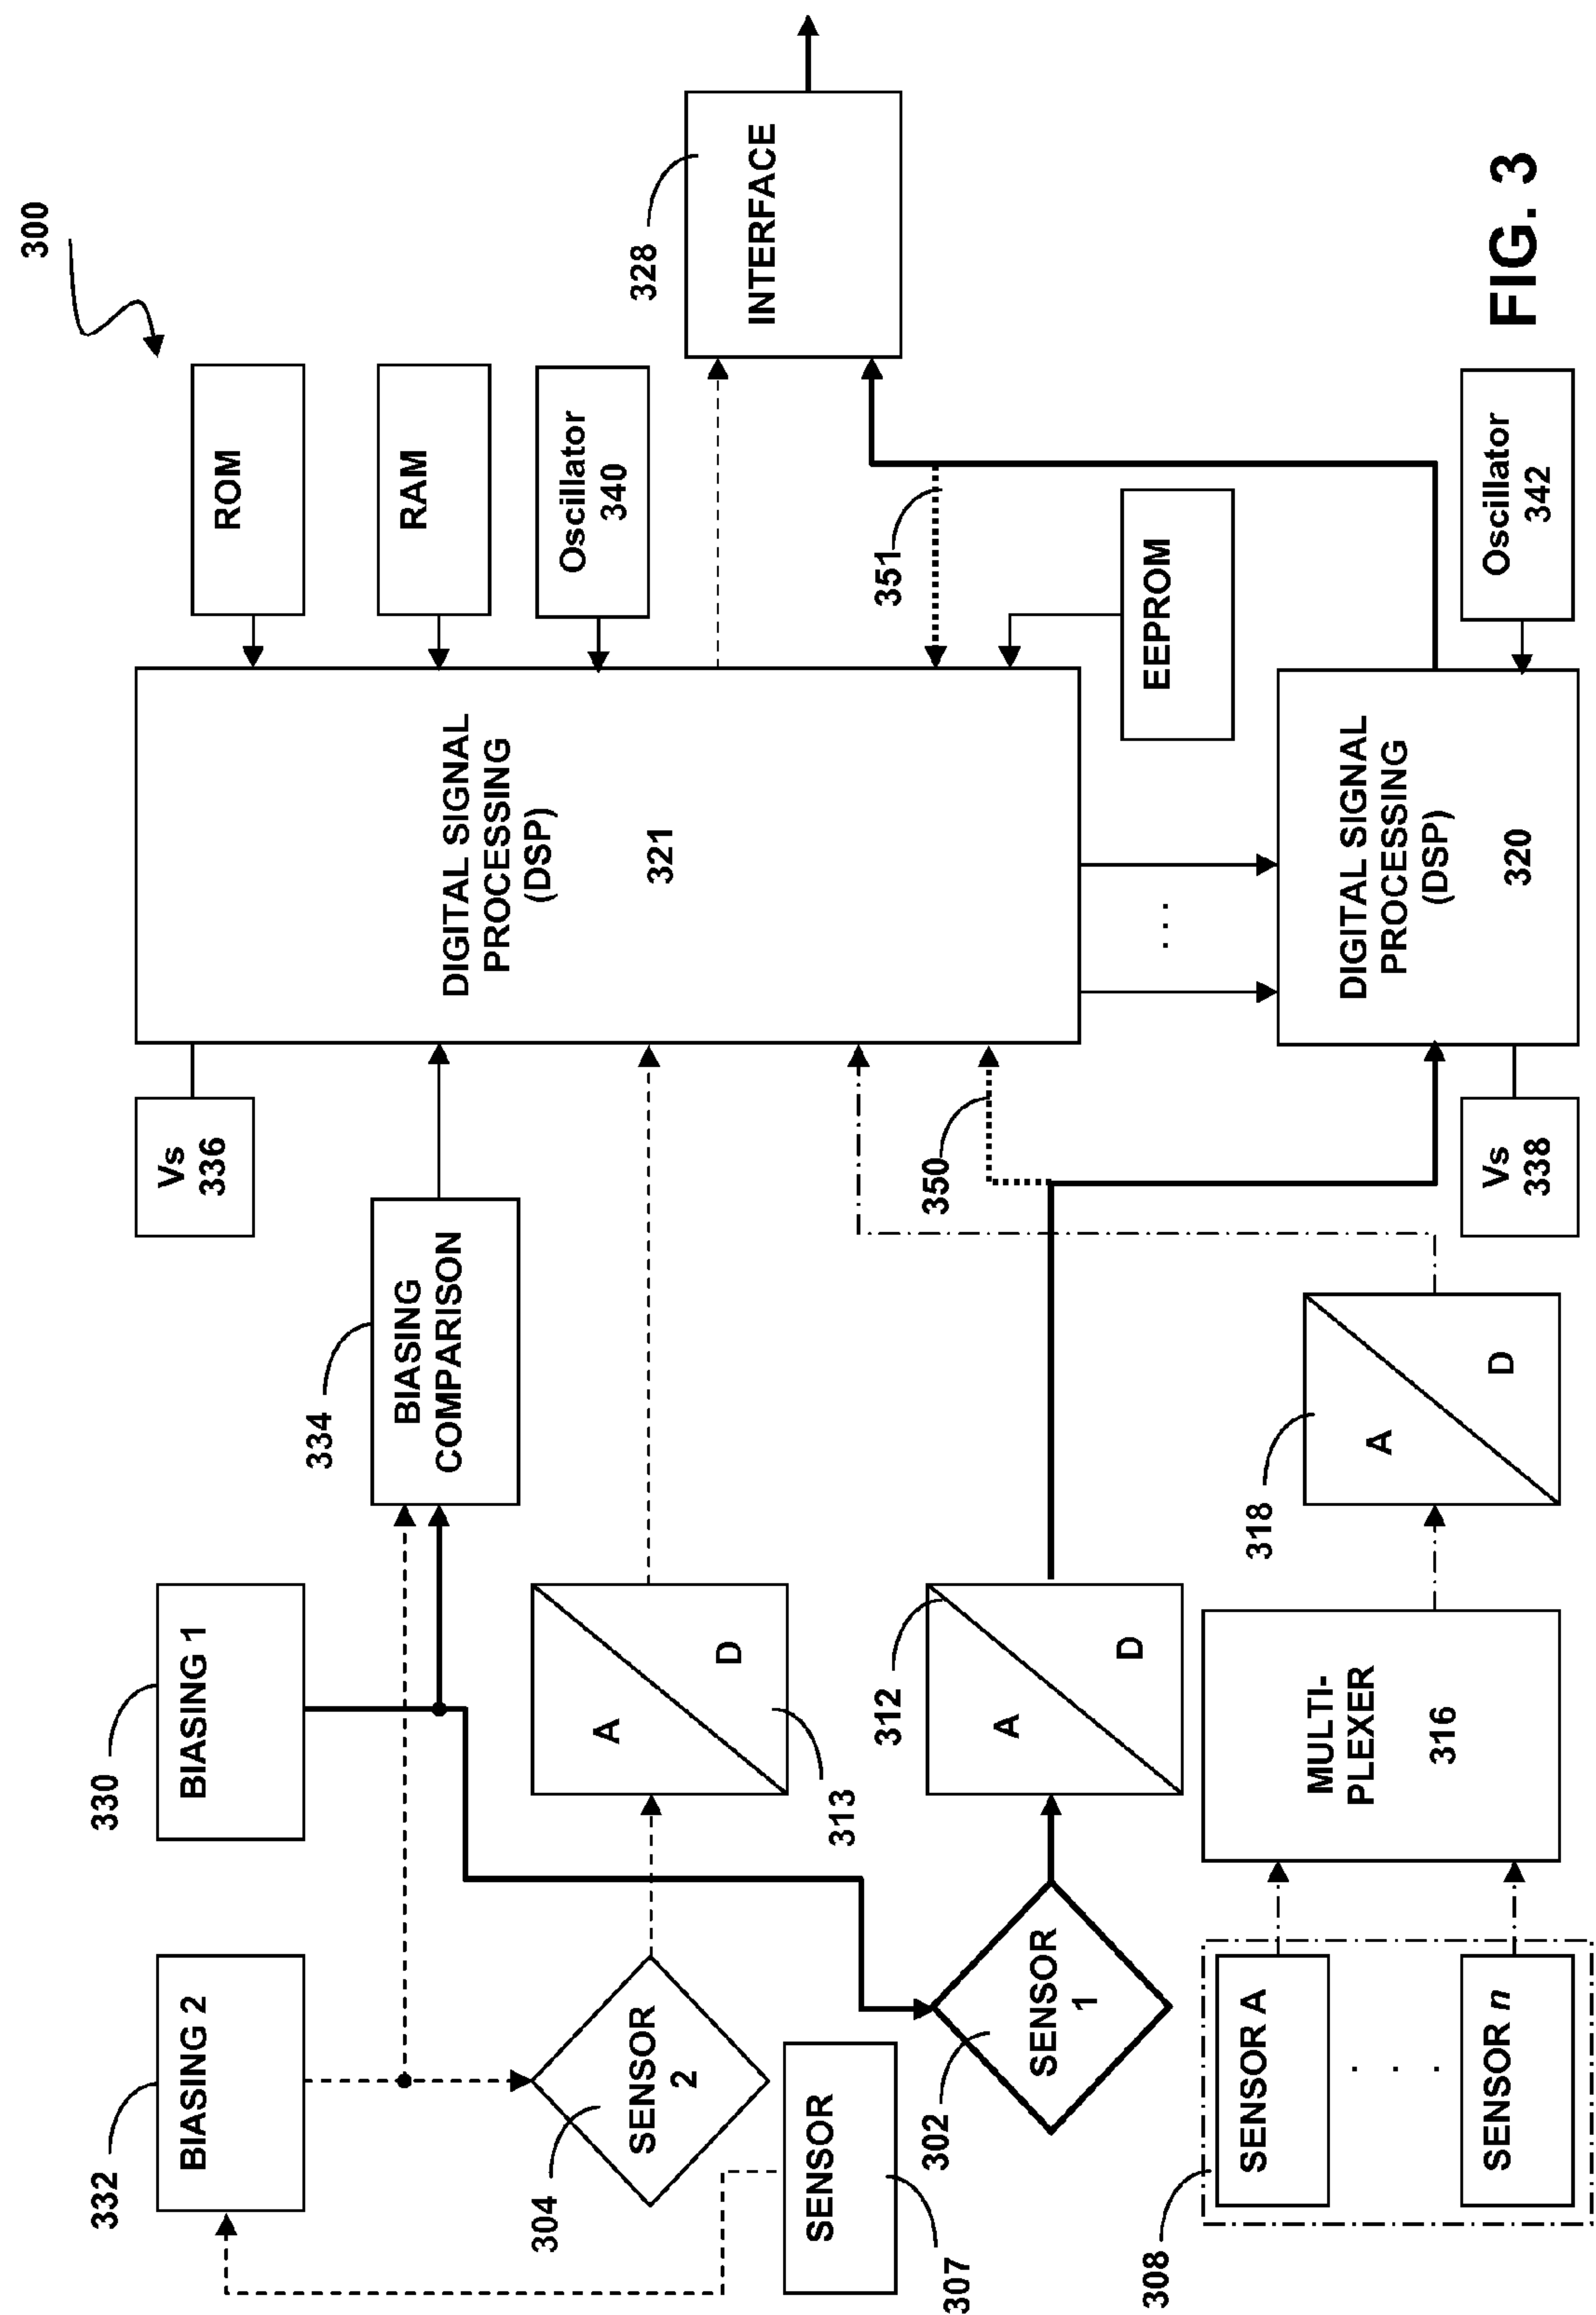 300
332
BIASING 2
330
BIASING 1
334
BIASING
COMPARISON
Vs
336
ROM
RAM
Oscillator
340
304
SENSOR
2
A
D
313
DIGITAL SIGNAL
PROCESSING
(DSP)
321
328
INTERFACE
307
SENSOR
302
SENSOR
1
312
A
D
350
351
EEPROM
308
SENSOR A
. . .
SENSOR n
MULTI-
PLEXER
316
318
A
D
Vs
338
. . .
DIGITAL SIGNAL
PROCESSING
(DSP)
320
Oscillator
342
FIG. 3